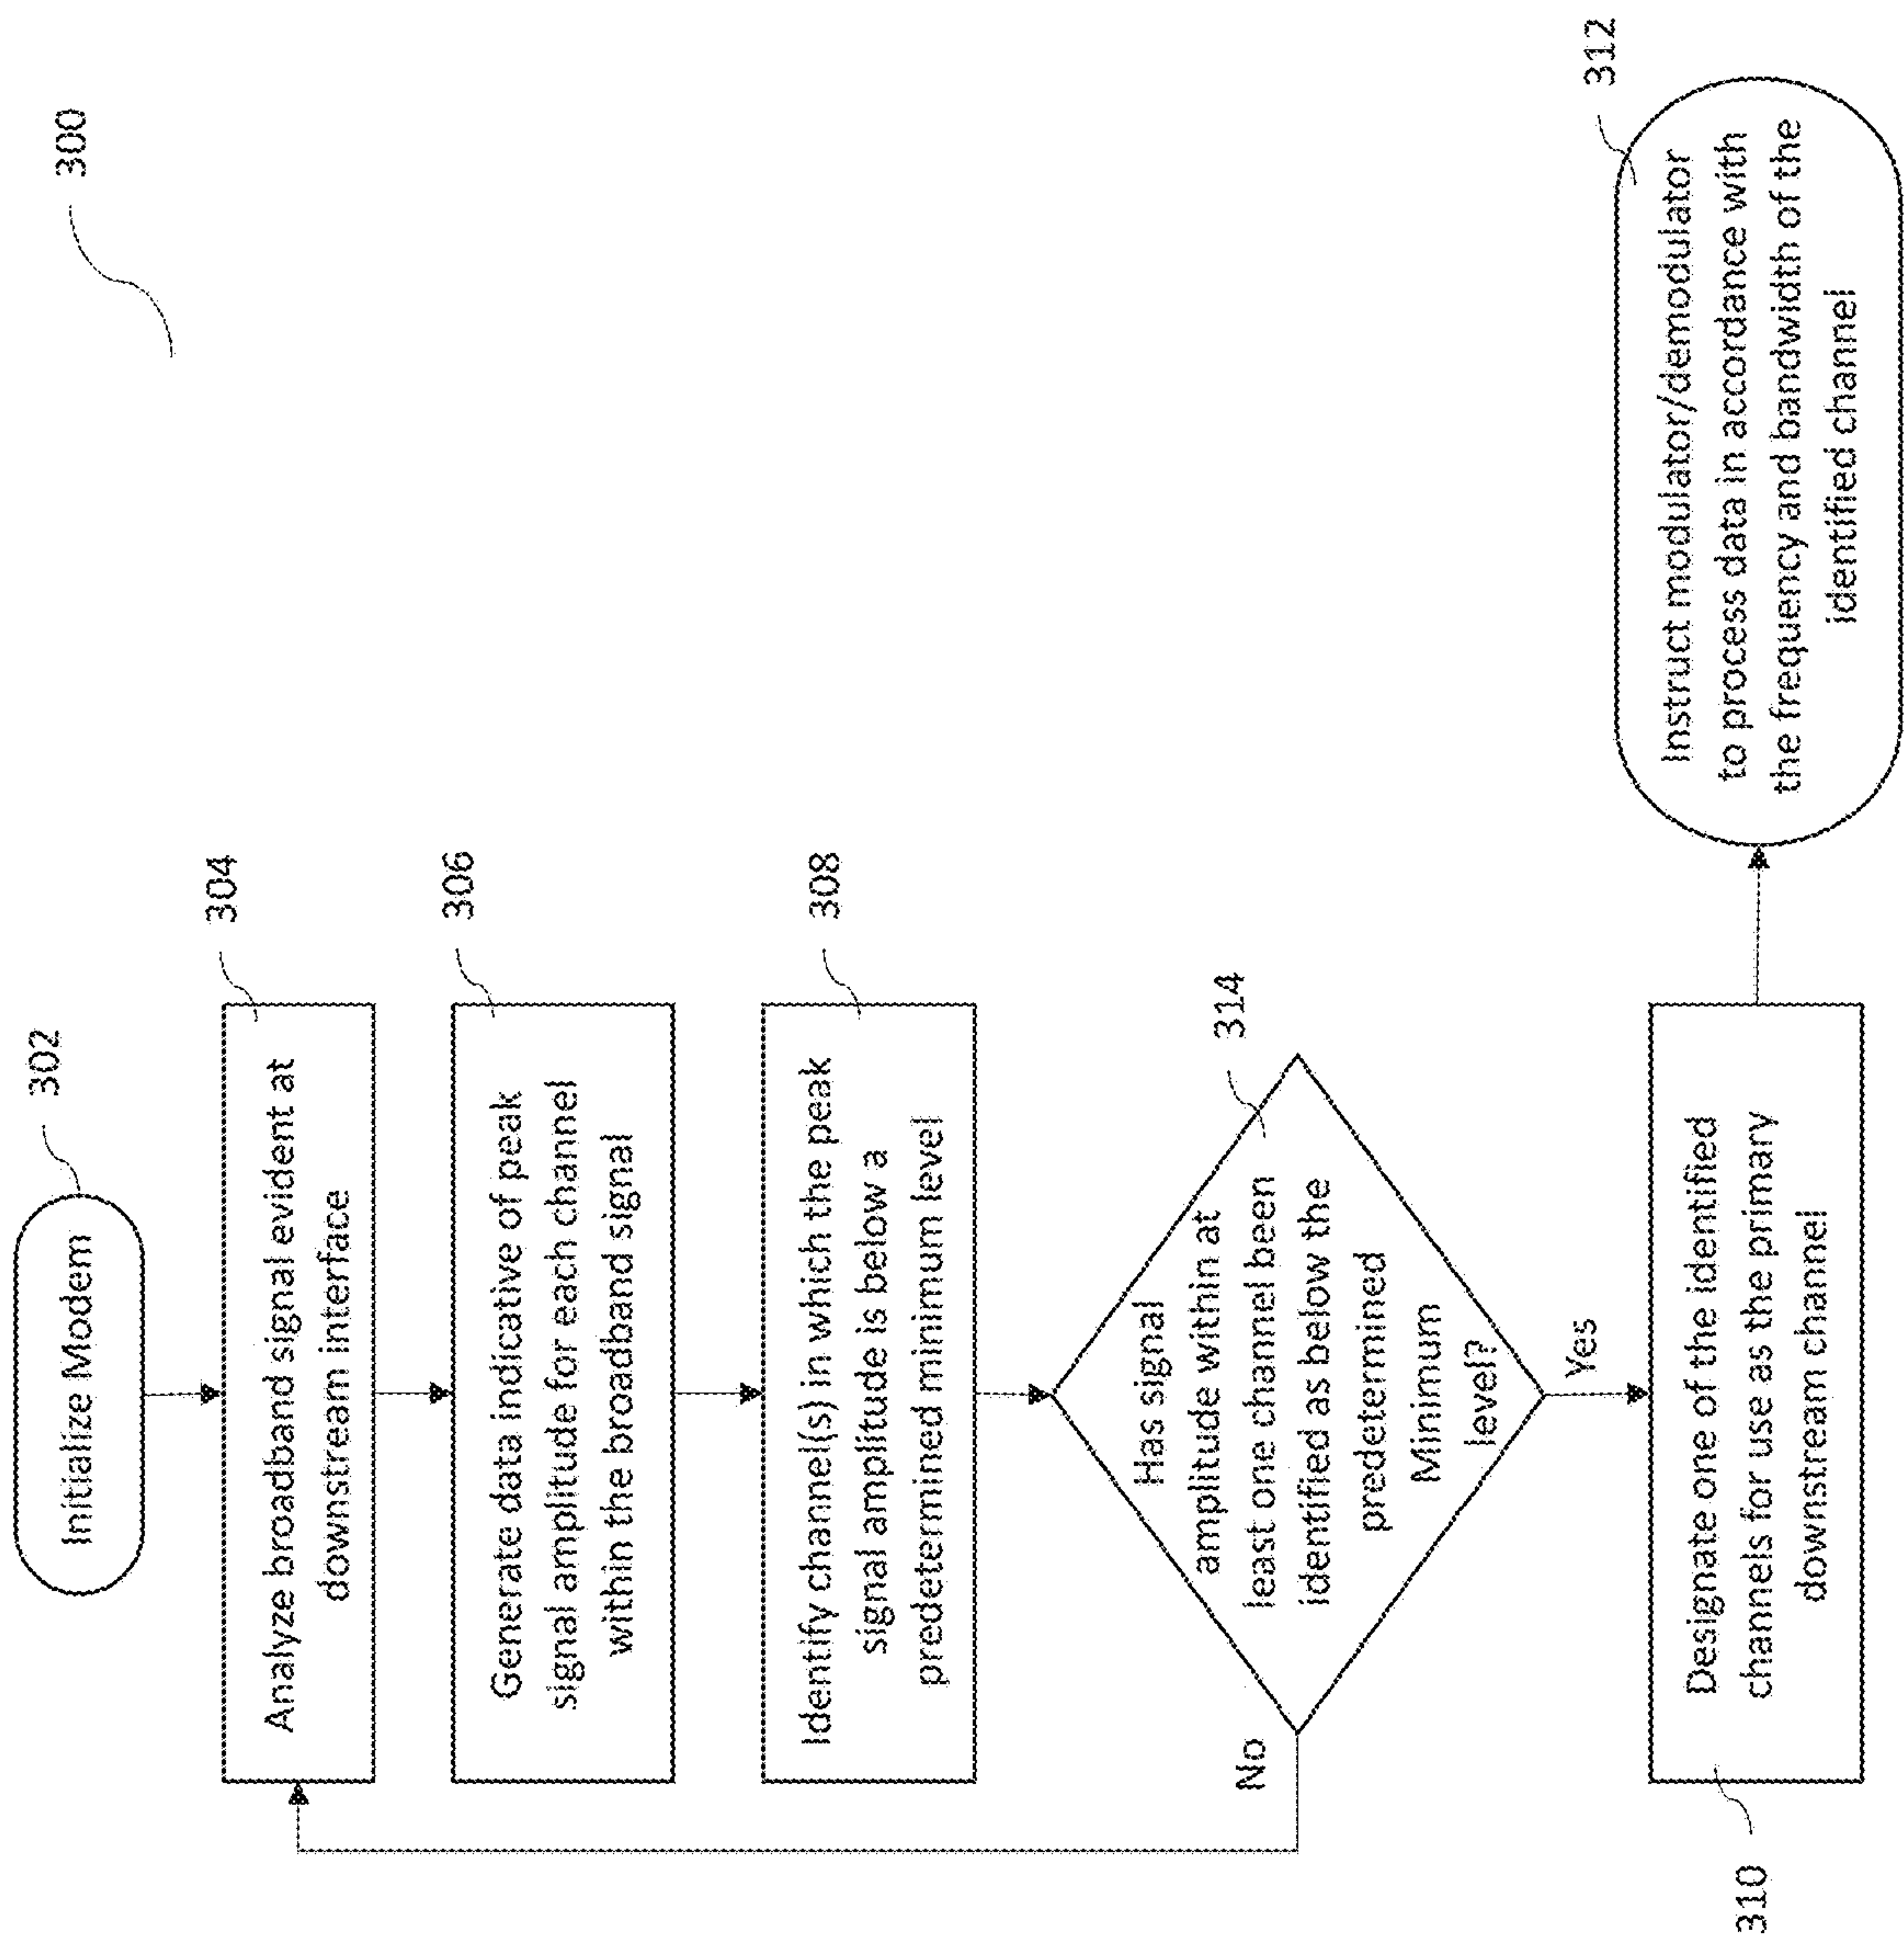 300
302
Initialize Modem
304
Analyze broadband signal evident at
downstream interface
306
Generate data indicative of peak
signal amplitude for each channel
within the broadband signal
308
Identify channel(s) in which the peak
signal amplitude is below a
predetermined minimum level
314
Has signal
amplitude within at
least one channel been
identified as below the
predetermined
Minimum
level?
No
Yes
310
Designate one of the identified
channels for use as the primary
downstream channel
312
Instruct modulator/demodulator
to process data in accordance with
the frequency and bandwidth of the
identified channel